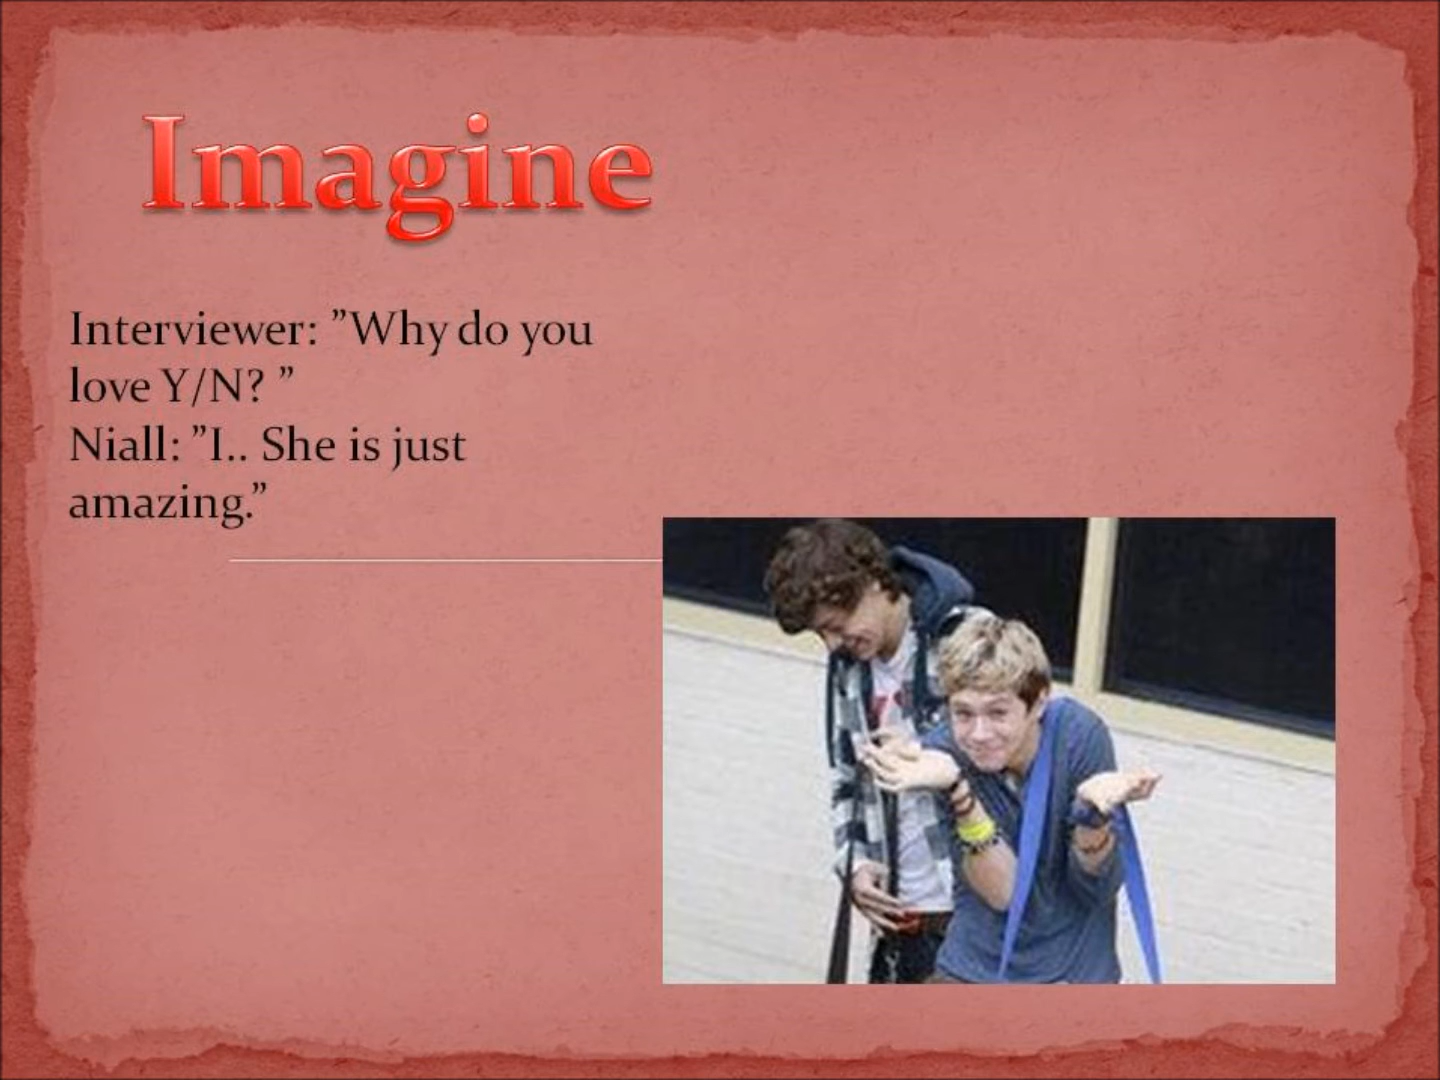 Imagine
Interviewer: ”Why do you
love Y/N? ”
Niall: ”I.. She is just
amazing.”